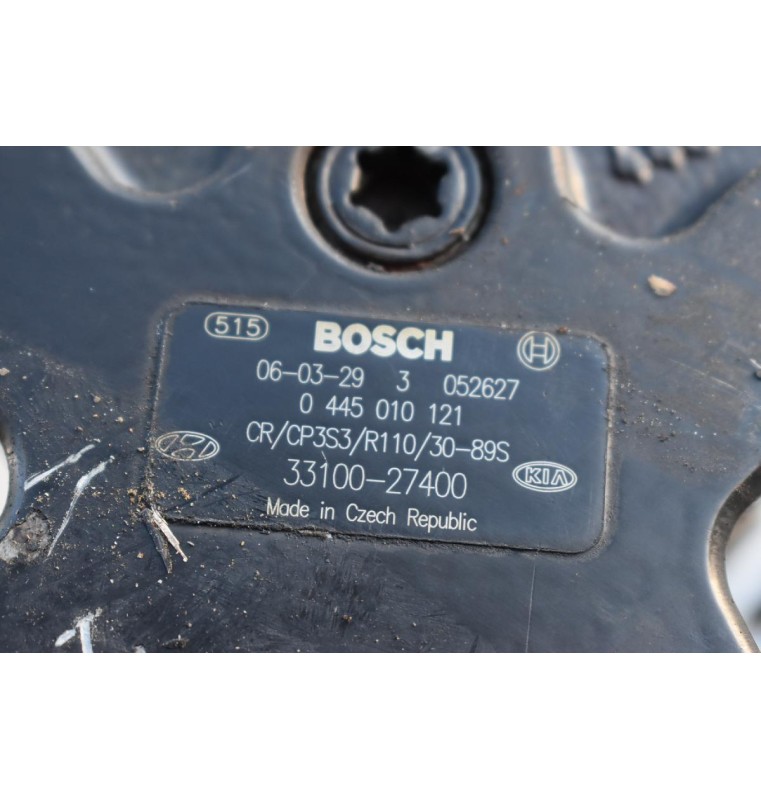 515 BOSCH
06-03-29 3 052627
0 445 010 121
CR/CP3S3/R110/30-89S
33100-27400 KIA
Made in Czech Republic